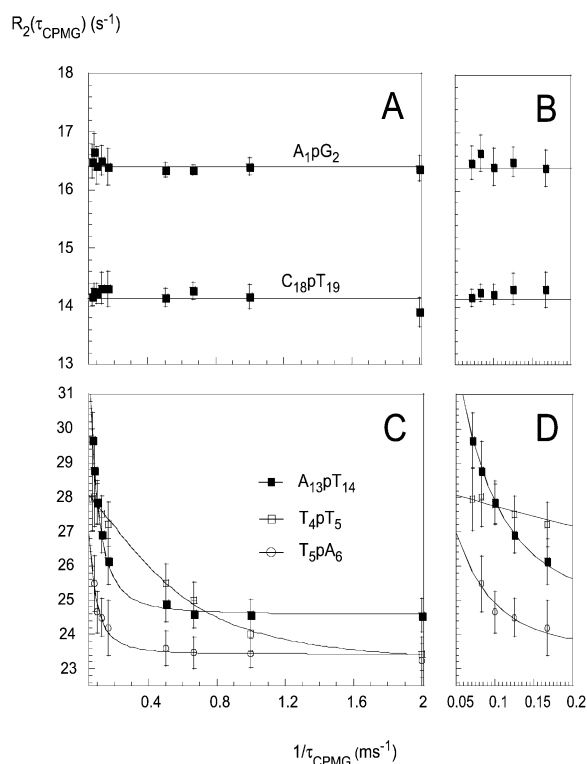 R2(τCPMG) (s-1)
18
17
16
15
14
13
A
A1pG2
C18pT19
B
31
30
29
28
27
26
25
24
23
C
A13pT14
T4pT5
T5pA6
D
0.4 0.8 1.2 1.6 2
0.05 0.1 0.15 0.2
1/τCPMG (ms-1)